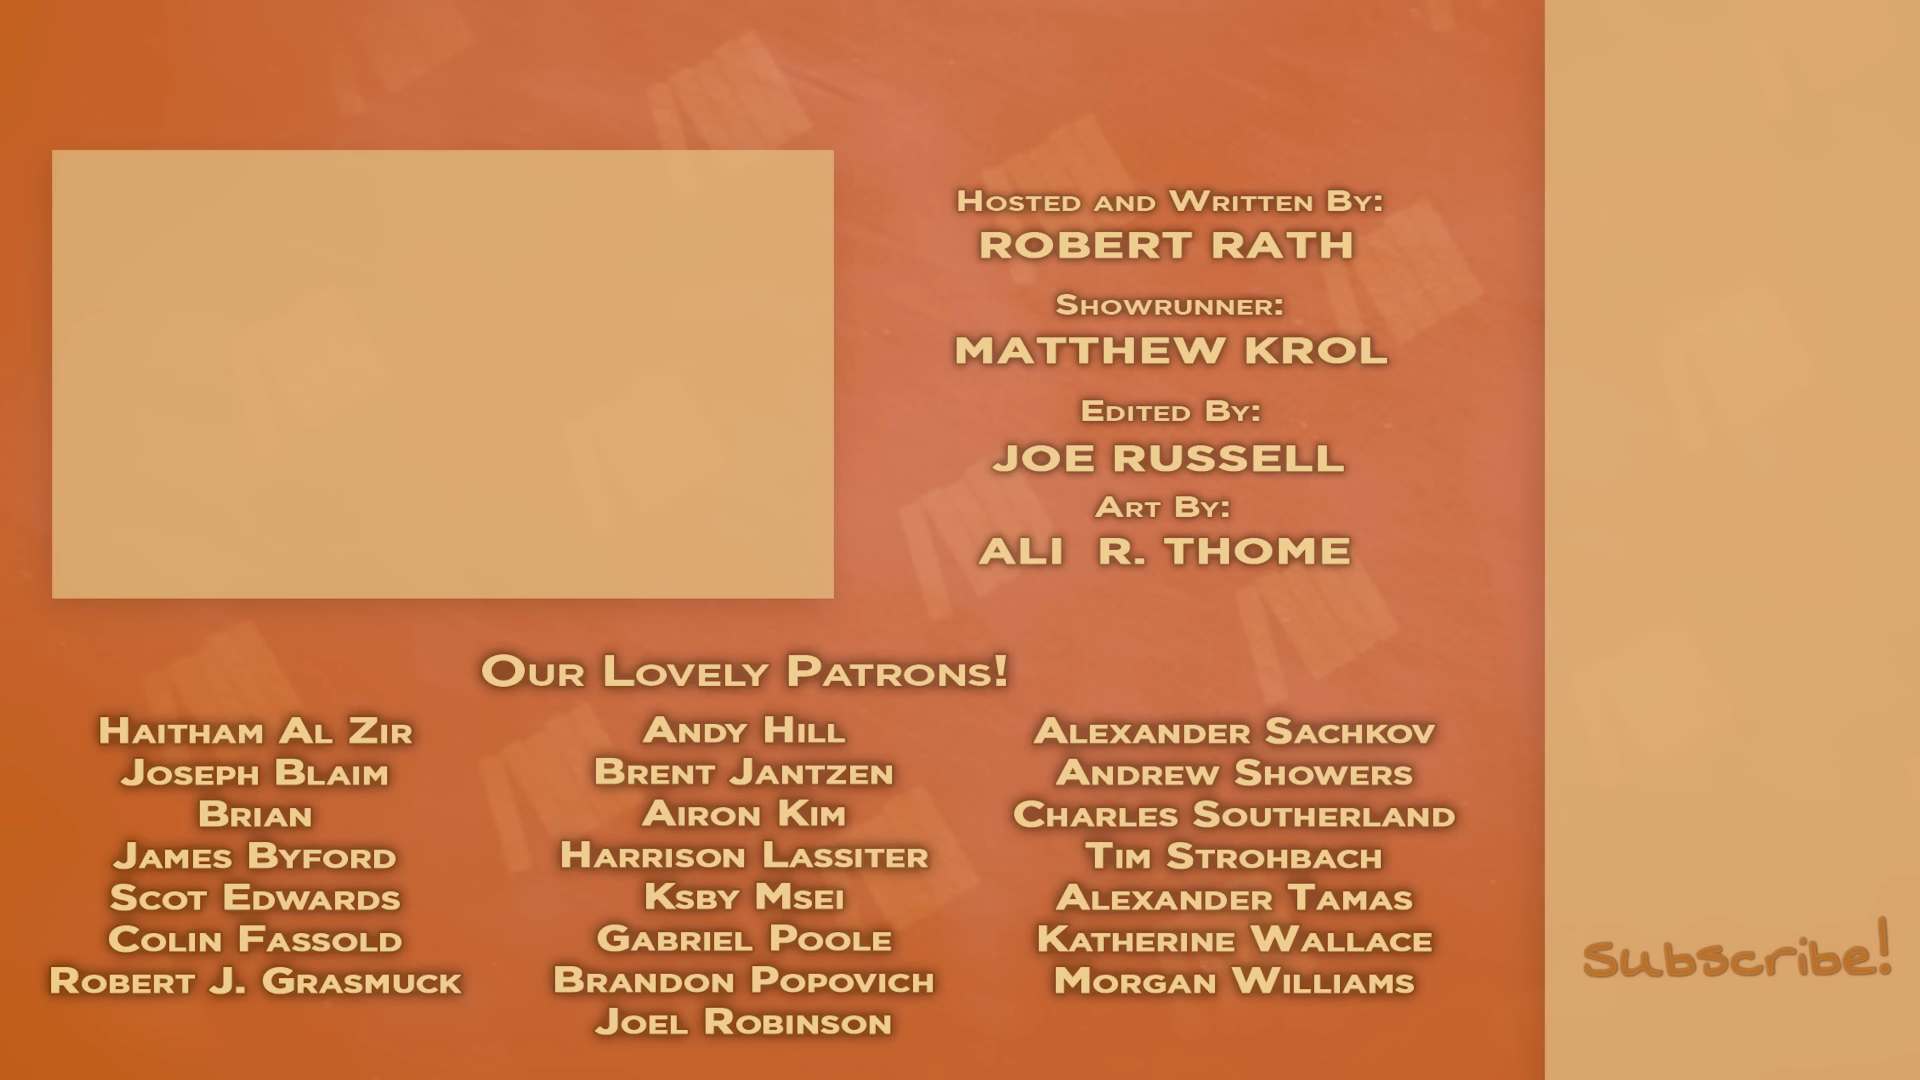 Hosted and Written By:
ROBERT RATH
Showrunner:
MATTHEW KROL
Edited By:
JOE RUSSELL
Art By:
ALI R. THOME
Our Lovely Patrons!
Haitham Al Zir
Joseph Blaim
Brian
James Byford
Scot Edwards
Colin Fassold
Robert J. Grasmuck
Andy Hill
Brent Jantzen
Airon Kim
Harrison Lassiter
Ksby Msei
Gabriel Poole
Brandon Popovich
Joel Robinson
Alexander Sachkov
Andrew Showers
Charles Southerland
Tim Strohbach
Alexander Tamas
Katherine Wallace
Morgan Williams
Subscribe!